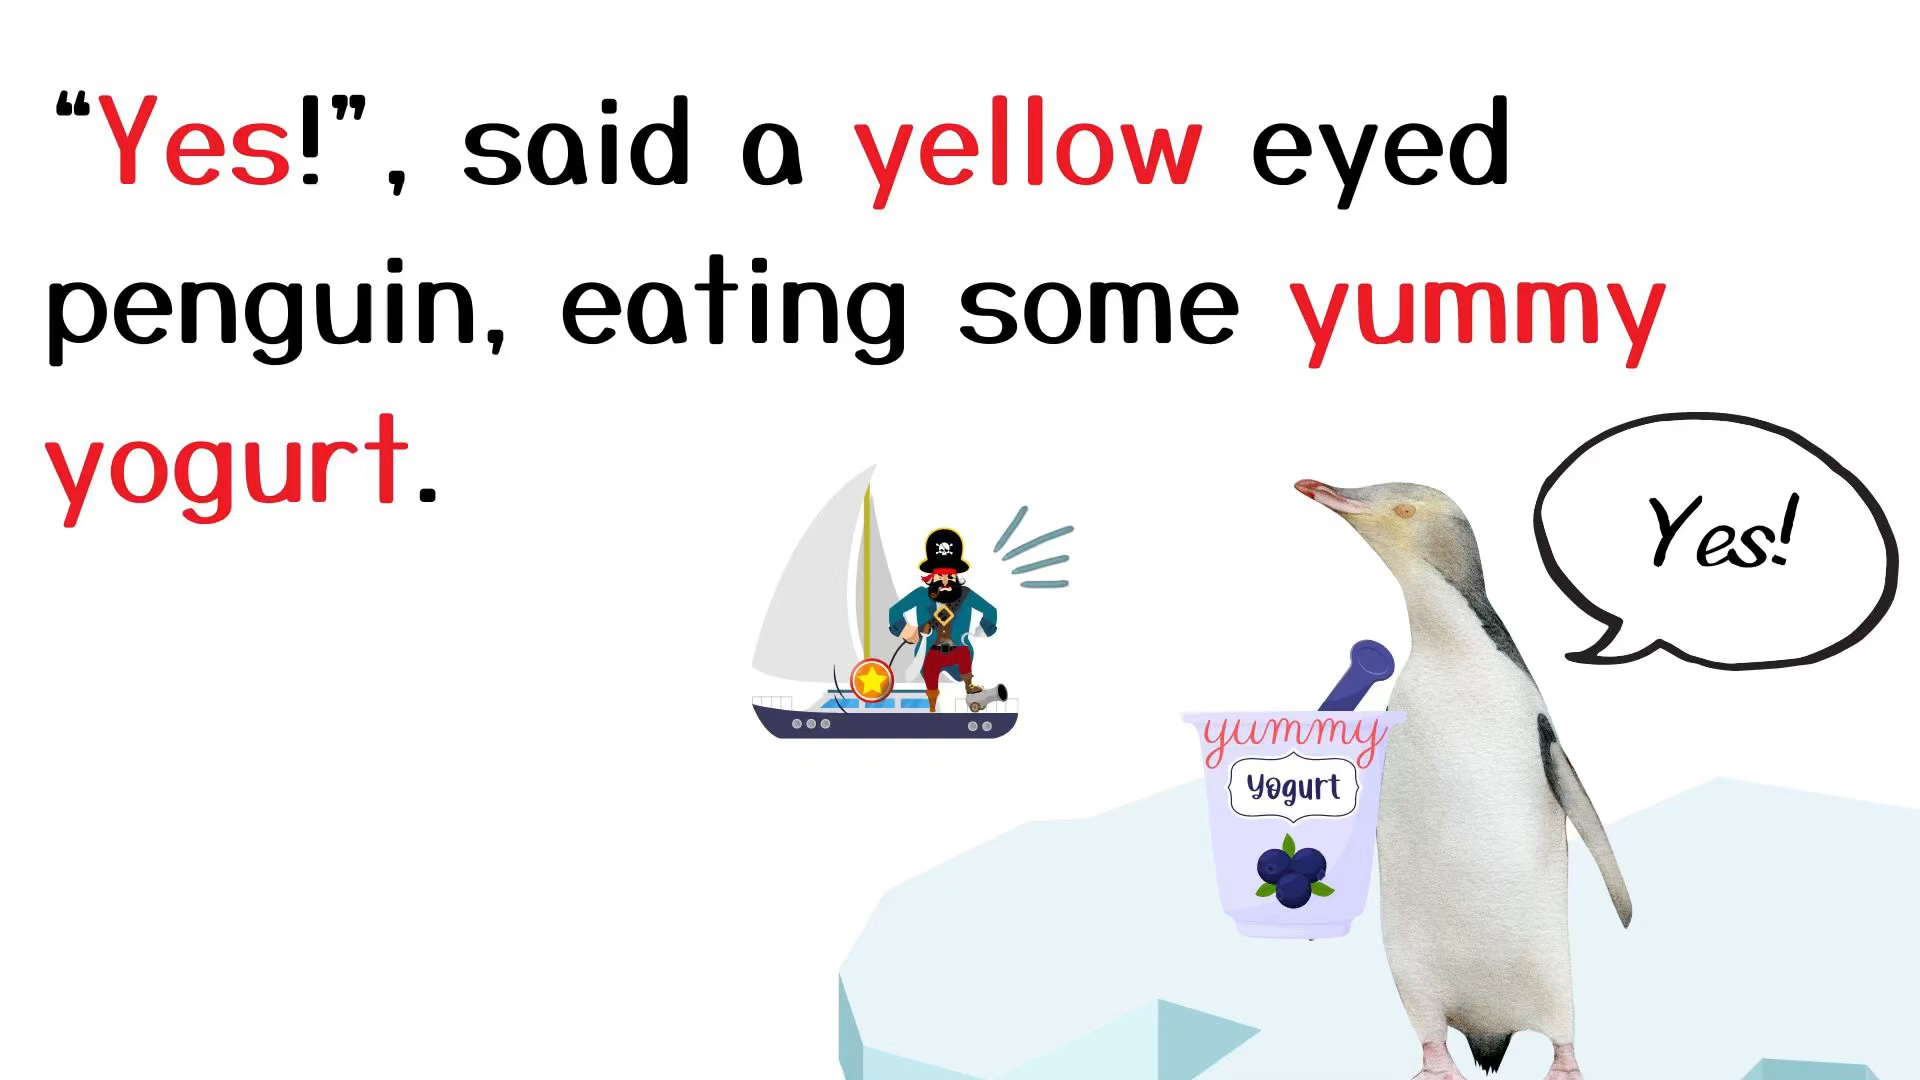 “Yes!”, said a yellow eyed
penguin, eating some yummy
yogurt.
Yes!
yummy
Yogurt